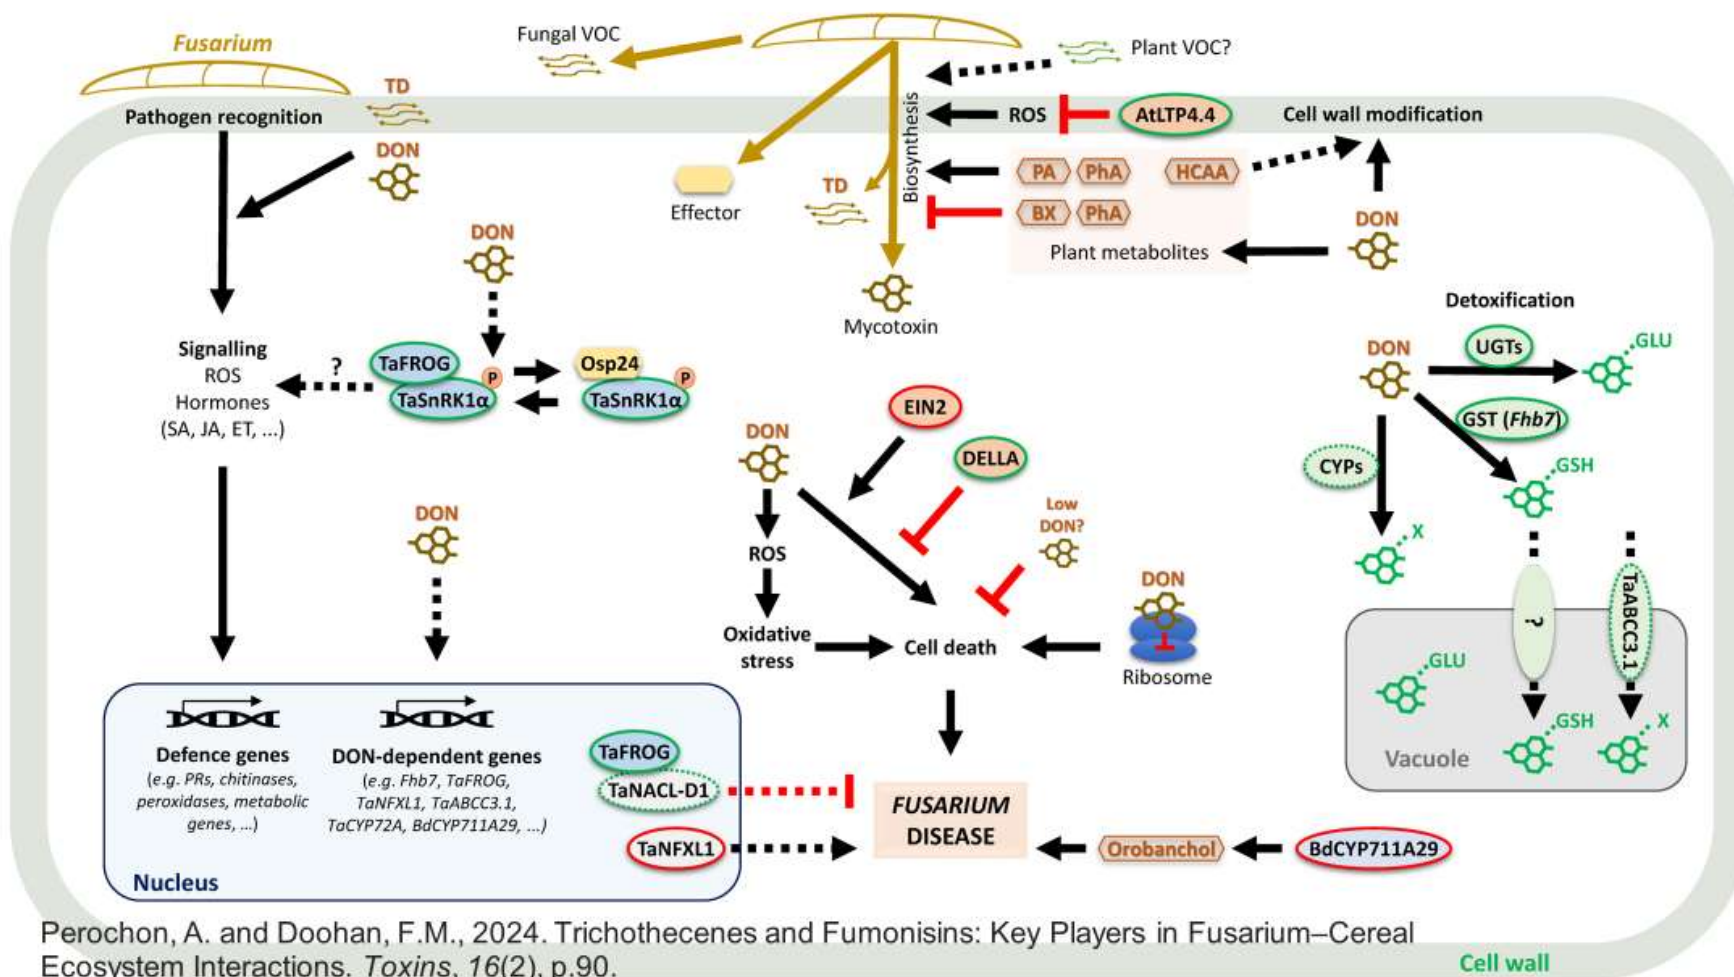 Fusarium
TD
Pathogen recognition
DON
Fungal VOC
Plant VOC?
Biosynthesis
ROS
AtLTP4.4
Cell wall modification
PA
PhA
HCAA
BX
PhA
Plant metabolites
DON
Effector
TD
Mycotoxin
DON
Signalling
ROS
Hormones
(SA, JA, ET, ...)
?
TaFROG
P
TaSnRK1α
Osp24
P
TaSnRK1α
Detoxification
DON
UGTs
GLU
GST (Fhb7)
CYPs
GSH
X
EIN2
DELLA
DON
ROS
Oxidative
stress
Cell death
Low
DON?
DON
Ribosome
DON
?
TaABCC3.1
GLU
GSH
X
Vacuole
Defence genes
(e.g. PRs, chitinases,
peroxidases, metabolic
genes, ...)
DON-dependent genes
(e.g. Fhb7, TaFROG,
TaNFXL1, TaABCC3.1,
TaCYP72A, BdCYP711A29, ...)
TaFROG
TaNACL-D1
TaNFXL1
Nucleus
FUSARIUM
DISEASE
Orobanchol
BdCYP711A29
Perochon, A. and Doohan, F.M., 2024. Trichothecenes and Fumonisins: Key Players in Fusarium–Cereal
Ecosystem Interactions. Toxins, 16(2), p.90.
Cell wall